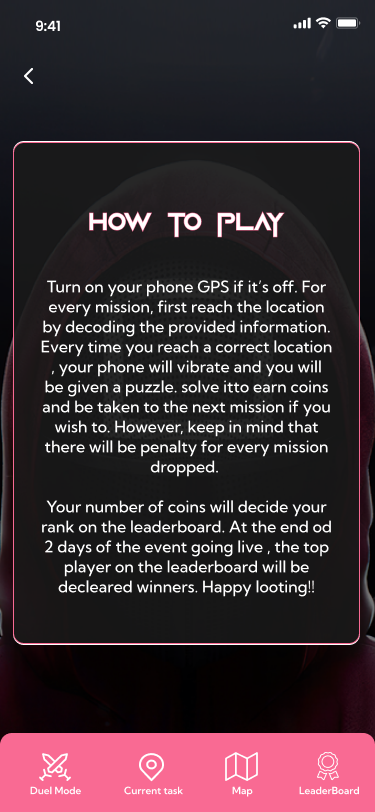 9:41
HOW TO PLAY
Turn on your phone GPS if it's off. For
every mission, first reach the location
by decoding the provided information.
Every time you reach a correct location
, your phone will vibrate and you will
be given a puzzle. solve itto earn coins
and be taken to the next mission if you
wish to. However, keep in mind that
there will be penalty for every mission
dropped.
Your number of coins will decide your
rank on the leaderboard. At the end od
2 days of the event going live , the top
player on the leaderboard will be
decleared winners. Happy looting!!
Duel Mode
Current task
Map
LeaderBoard